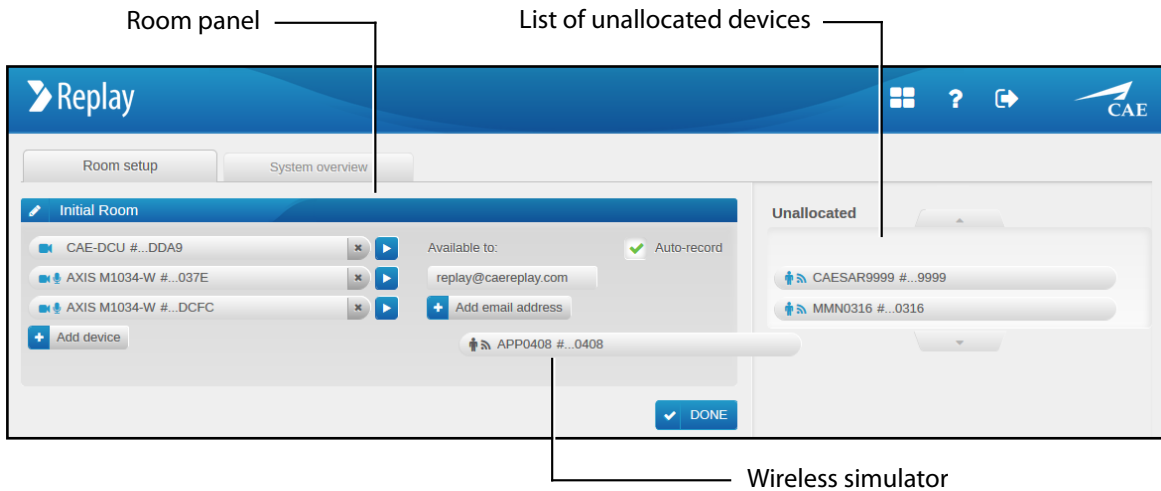 Room panel
List of unallocated devices
Replay
?
CAE
Room setup
System overview
Initial Room
CAE-DCU #...DDA9
AXIS M1034-W #...037E
AXIS M1034-W #...DCFC
Add device
Available to:
Auto-record
replay@caereplay.com
Add email address
APP0408 #...0408
DONE
Unallocated
CAESAR9999 #...9999
MMN0316 #...0316
Wireless simulator